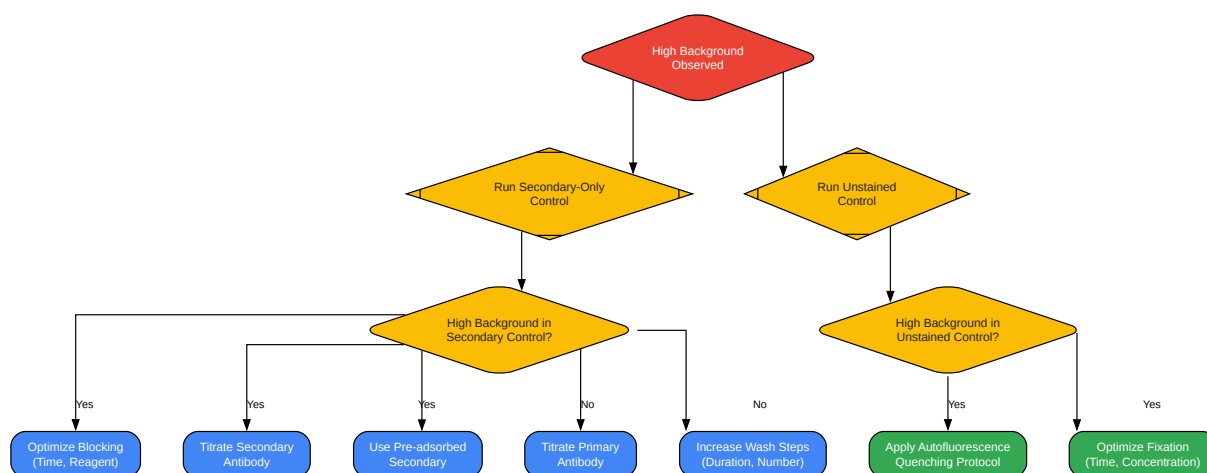 High Background
Observed
Run Secondary-Only
Control
Run Unstained
Control
High Background in
Secondary Control?
High Background in
Unstained Control?
Yes
Yes
Yes
No
No
Yes
Yes
Optimize Blocking
(Time, Reagent)
Titrate Secondary
Antibody
Use Pre-adsorbed
Secondary
Titrate Primary
Antibody
Increase Wash Steps
(Duration, Number)
Apply Autofluorescence
Quenching Protocol
Optimize Fixation
(Time, Concentration)